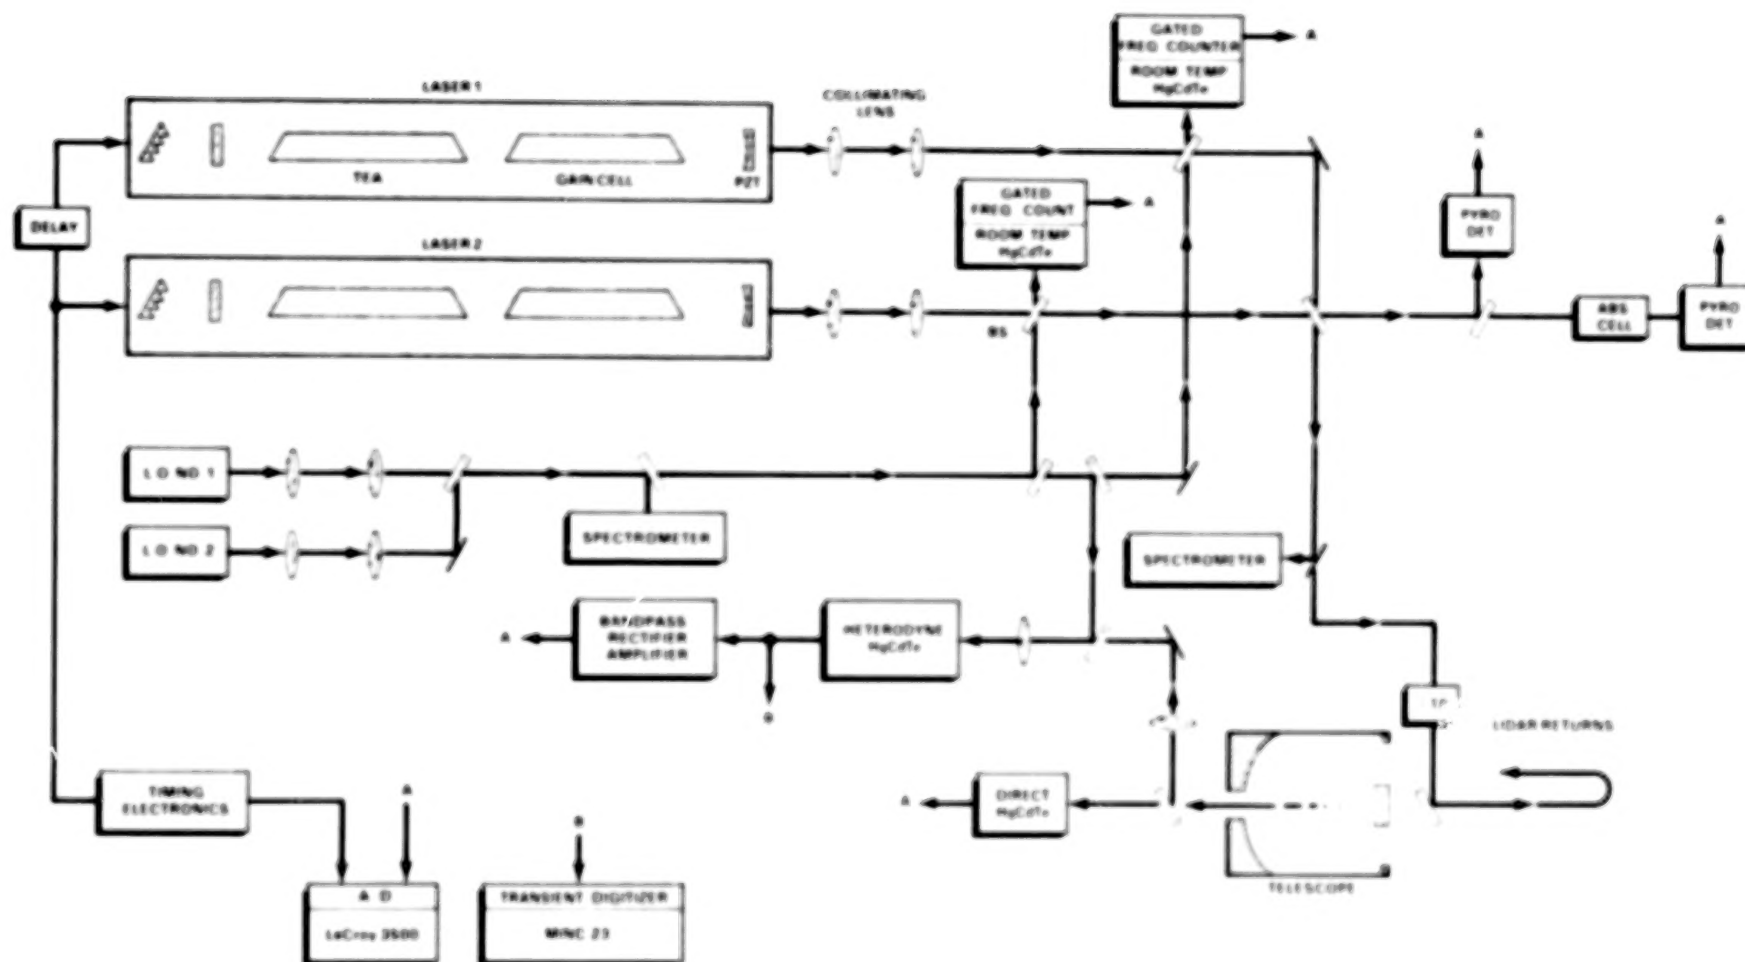 GATED
FREQ COUNTER
ROOM TEMP
HgCdTe
A
LASER 1
COLLIMATING
LENS
TEA
GAIN CELL
PZT
A
GATED
FREQ COUNT
ROOM TEMP
HgCdTe
A
PYRO
DET
A
DELAY
LASER 2
BS
ABS
CELL
PYRO
DET
L O NO 1
SPECTROMETER
L O NO 2
SPECTROMETER
A
BANDPASS
RECTIFIER
AMPLIFIER
HETERODYNE
HgCdTe
B
LIDAR RETURNS
TIMING
ELECTRONICS
A
B
A
DIRECT
HgCdTe
TELESCOPE
A D
LeCroy 3500
TRANSIENT DIGITIZER
MINC 23